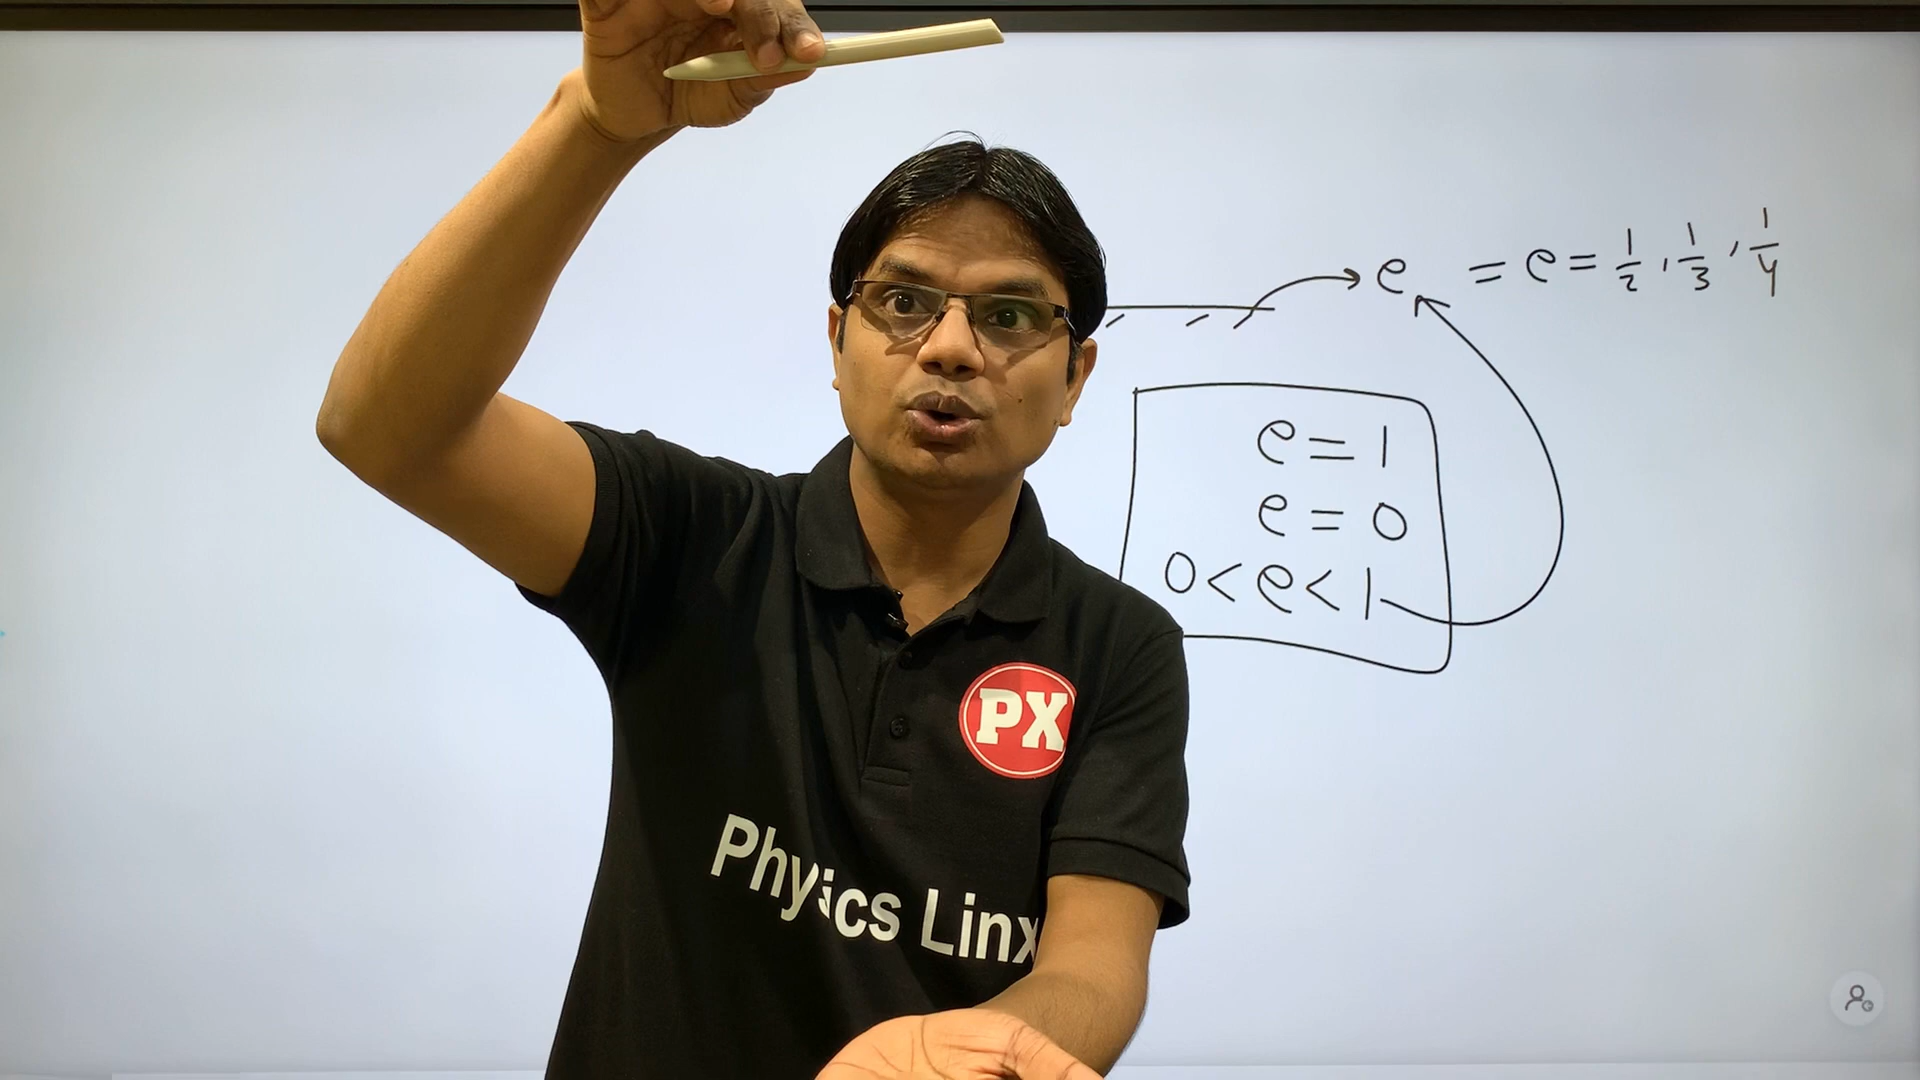 e = e = 1/2, 1/3, 1/4
e = 1
e = 0
0 < e < 1
PX
Physics Linx